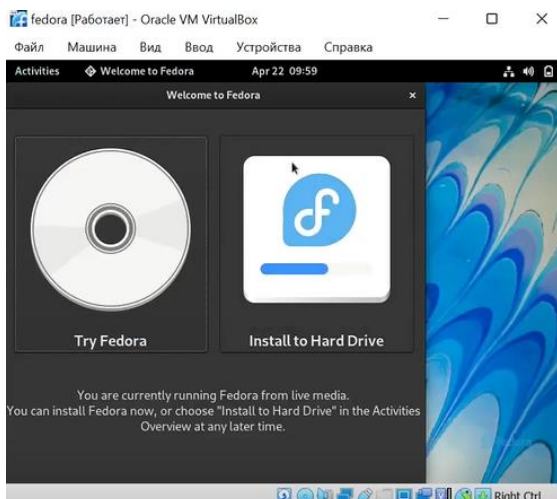 fedora [Работает] - Oracle VM VirtualBox
Файл Машина Вид Ввод Устройства Справка
Activities Welcome to Fedora Apr 22 09:59
Welcome to Fedora
Try Fedora Install to Hard Drive
You are currently running Fedora from live media.
You can install Fedora now, or choose "Install to Hard Drive" in the Activities
Overview at any later time.
fedora
Right Ctrl